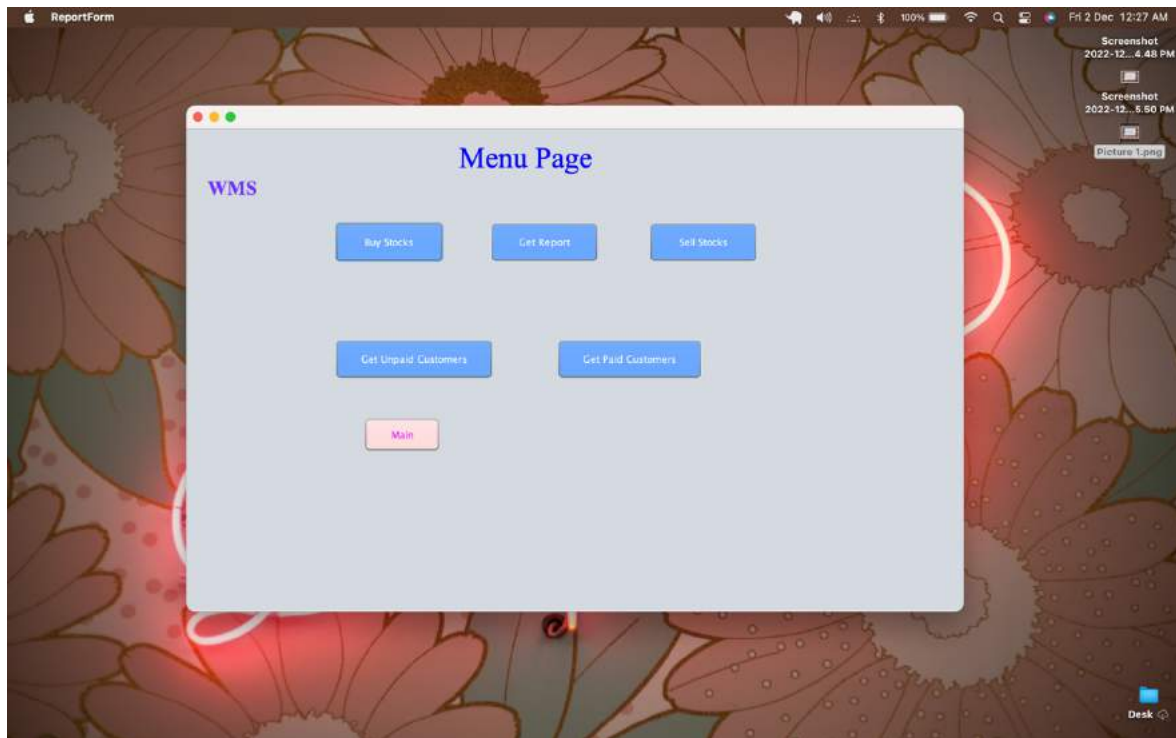 ReportForm
100%
Fri 2 Dec 12:27 AM
Screenshot
2022-12...4.48 PM
Screenshot
2022-12...5.50 PM
Picture 1.png
Menu Page
WMS
Buy Stocks
Get Report
Sell Stocks
Get Unpaid Customers
Get Paid Customers
Main
Desk